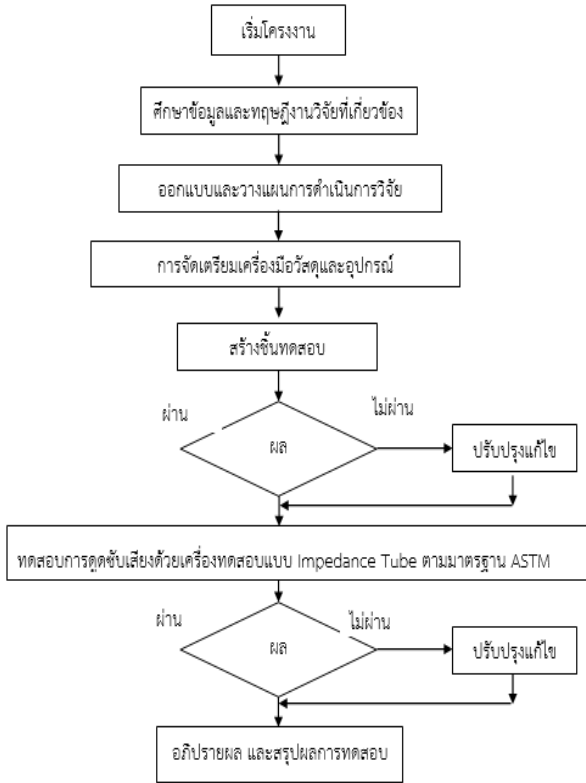 เริ่มโครงงาน
ศึกษาข้อมูลและทฤษฎีงานวิจัยที่เกี่ยวข้อง
ออกแบบและวางแผนการดำเนินการวิจัย
การจัดเตรียมเครื่องมือวัสดุและอุปกรณ์
สร้างชิ้นทดสอบ
ผ่าน
ไม่ผ่าน
ผล
ปรับปรุงแก้ไข
ทดสอบการดูดซับเสียงด้วยเครื่องทดสอบแบบ Impedance Tube ตามมาตรฐาน ASTM
ผ่าน
ไม่ผ่าน
ผล
ปรับปรุงแก้ไข
อภิปรายผล และสรุปผลการทดสอบ